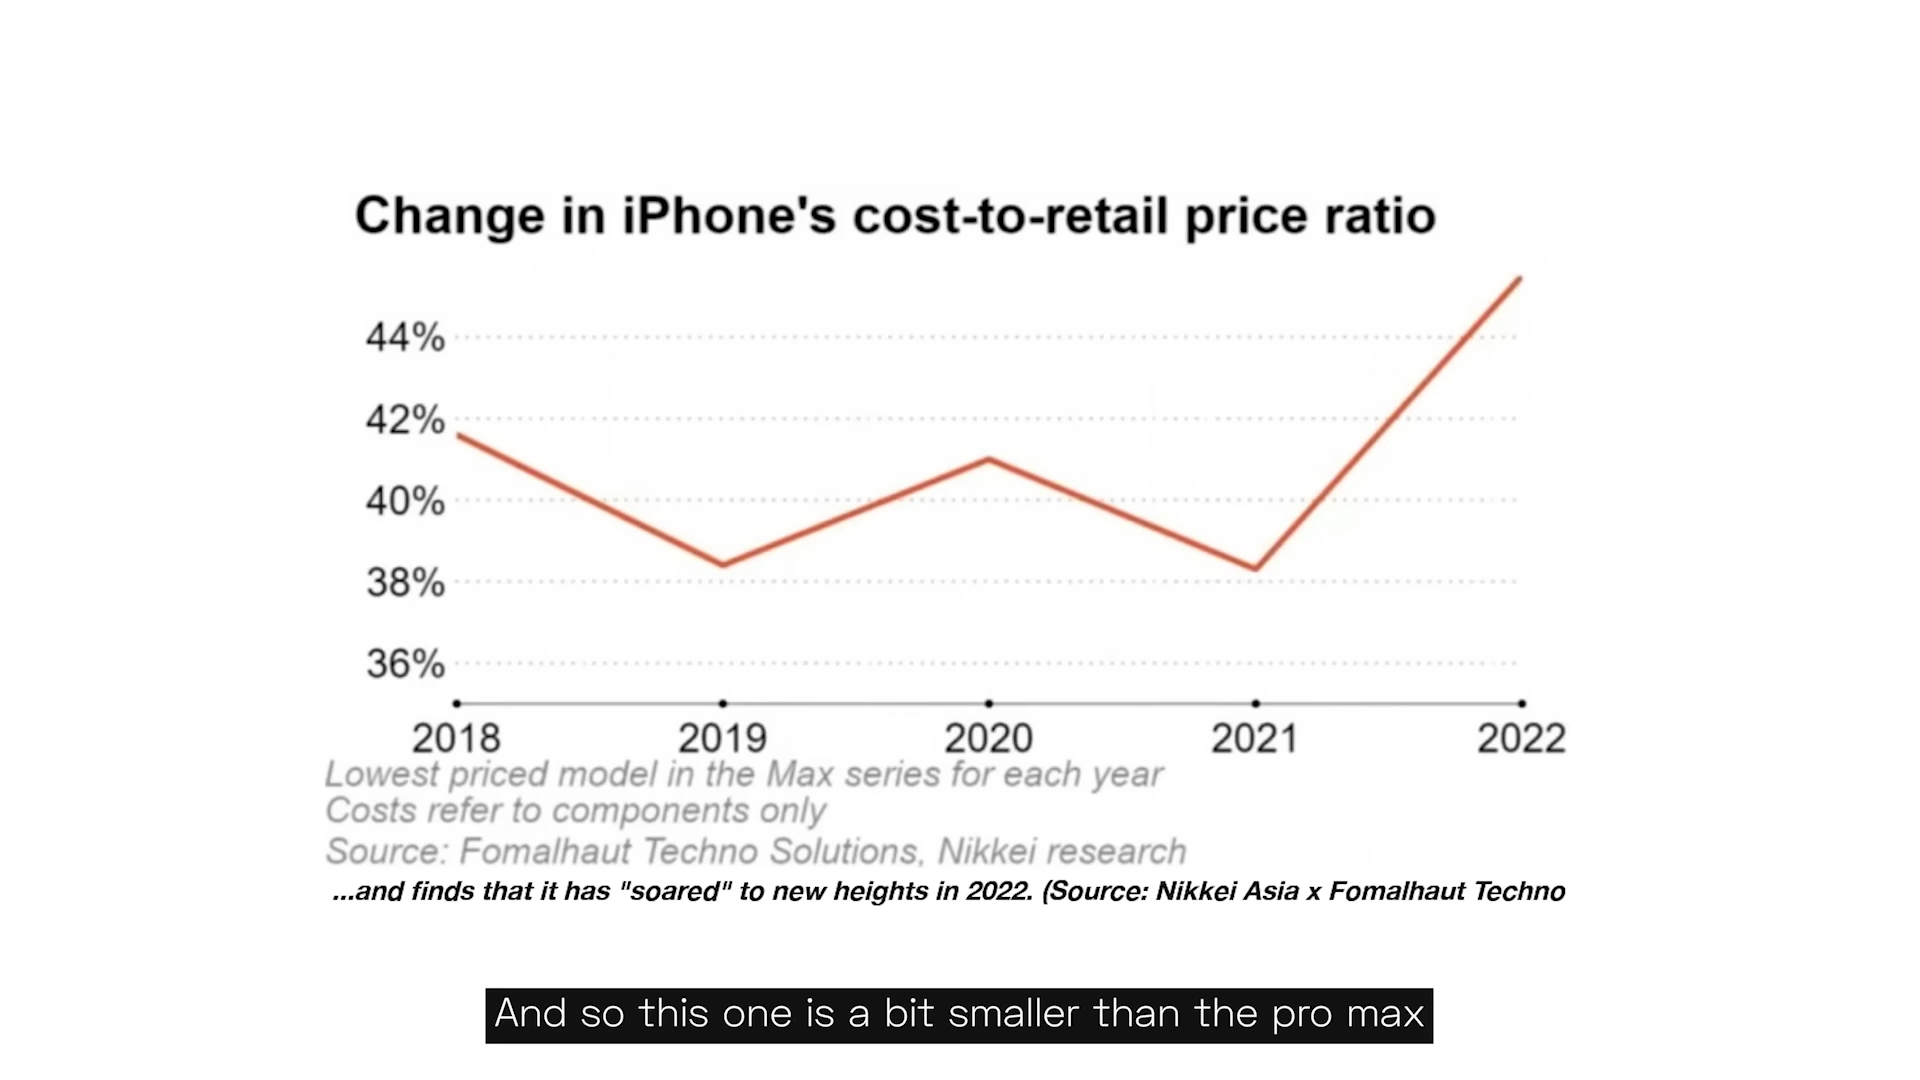 Change in iPhone's cost-to-retail price ratio
44%
42%
40%
38%
36%
2018 2019 2020 2021 2022
Lowest priced model in the Max series for each year
Costs refer to components only
Source: Fomalhaut Techno Solutions, Nikkei research
...and finds that it has "soared" to new heights in 2022. (Source: Nikkei Asia x Fomalhaut Techno
And so this one is a bit smaller than the pro max